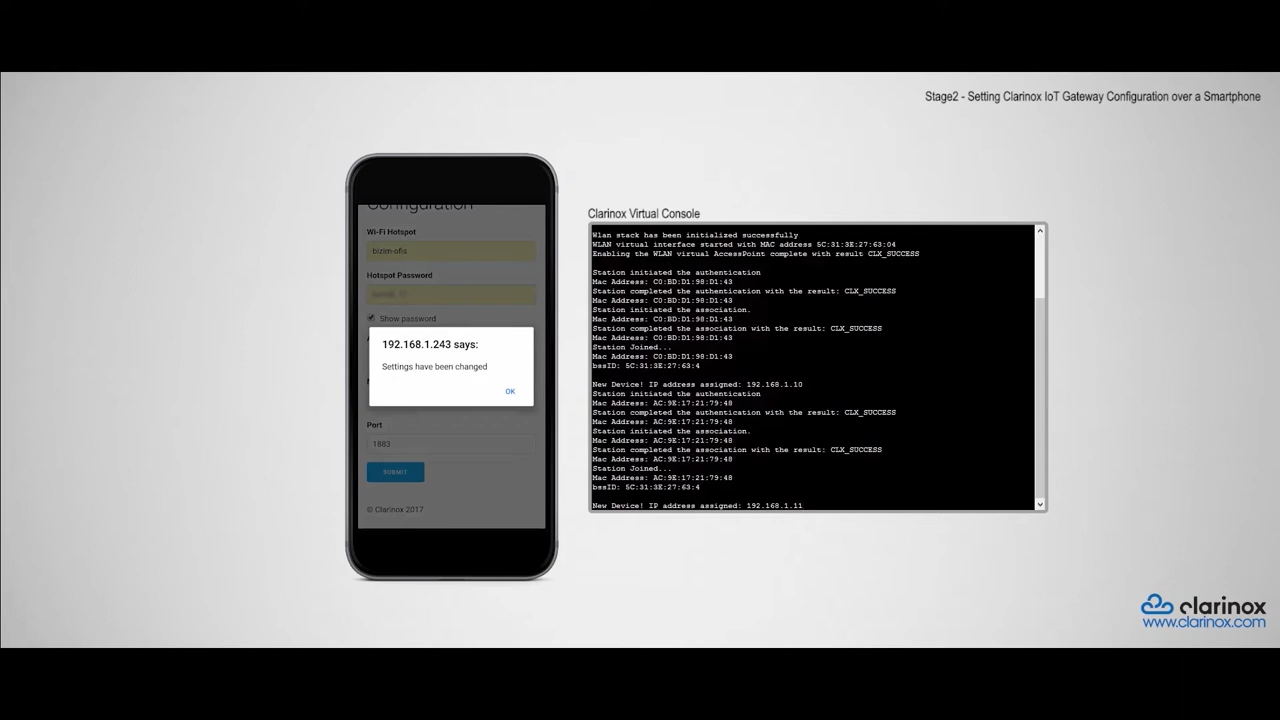 Stage2 - Setting Clarinox IoT Gateway Configuration over a Smartphone
Configuration
Wi-Fi Hotspot
bizim-ofis
Hotspot Password
Show password
192.168.1.243 says:
Settings have been changed
OK
Port
1883
SUBMIT
© Clarinox 2017
Clarinox Virtual Console
Wlan stack has been initialized successfully
WLAN virtual interface started with MAC address 5C:31:3E:27:63:04
Enabling the WLAN virtual AccessPoint complete with result CLX_SUCCESS
Station initiated the authentication
Mac Address: C0:BD:D1:98:D1:43
Station completed the authentication with the result: CLX_SUCCESS
Mac Address: C0:BD:D1:98:D1:43
Station initiated the association.
Mac Address: C0:BD:D1:98:D1:43
Station completed the association with the result: CLX_SUCCESS
Mac Address: C0:BD:D1:98:D1:43
Station Joined...
Mac Address: C0:BD:D1:98:D1:43
bssID: 5C:31:3E:27:63:4
New Device! IP address assigned: 192.168.1.10
Station initiated the authentication
Mac Address: AC:9E:17:21:79:48
Station completed the authentication with the result: CLX_SUCCESS
Mac Address: AC:9E:17:21:79:48
Station initiated the association.
Mac Address: AC:9E:17:21:79:48
Station completed the association with the result: CLX_SUCCESS
Mac Address: AC:9E:17:21:79:48
Station Joined...
Mac Address: AC:9E:17:21:79:48
bssID: 5C:31:3E:27:63:4
New Device! IP address assigned: 192.168.1.11
clarinox
www.clarinox.com